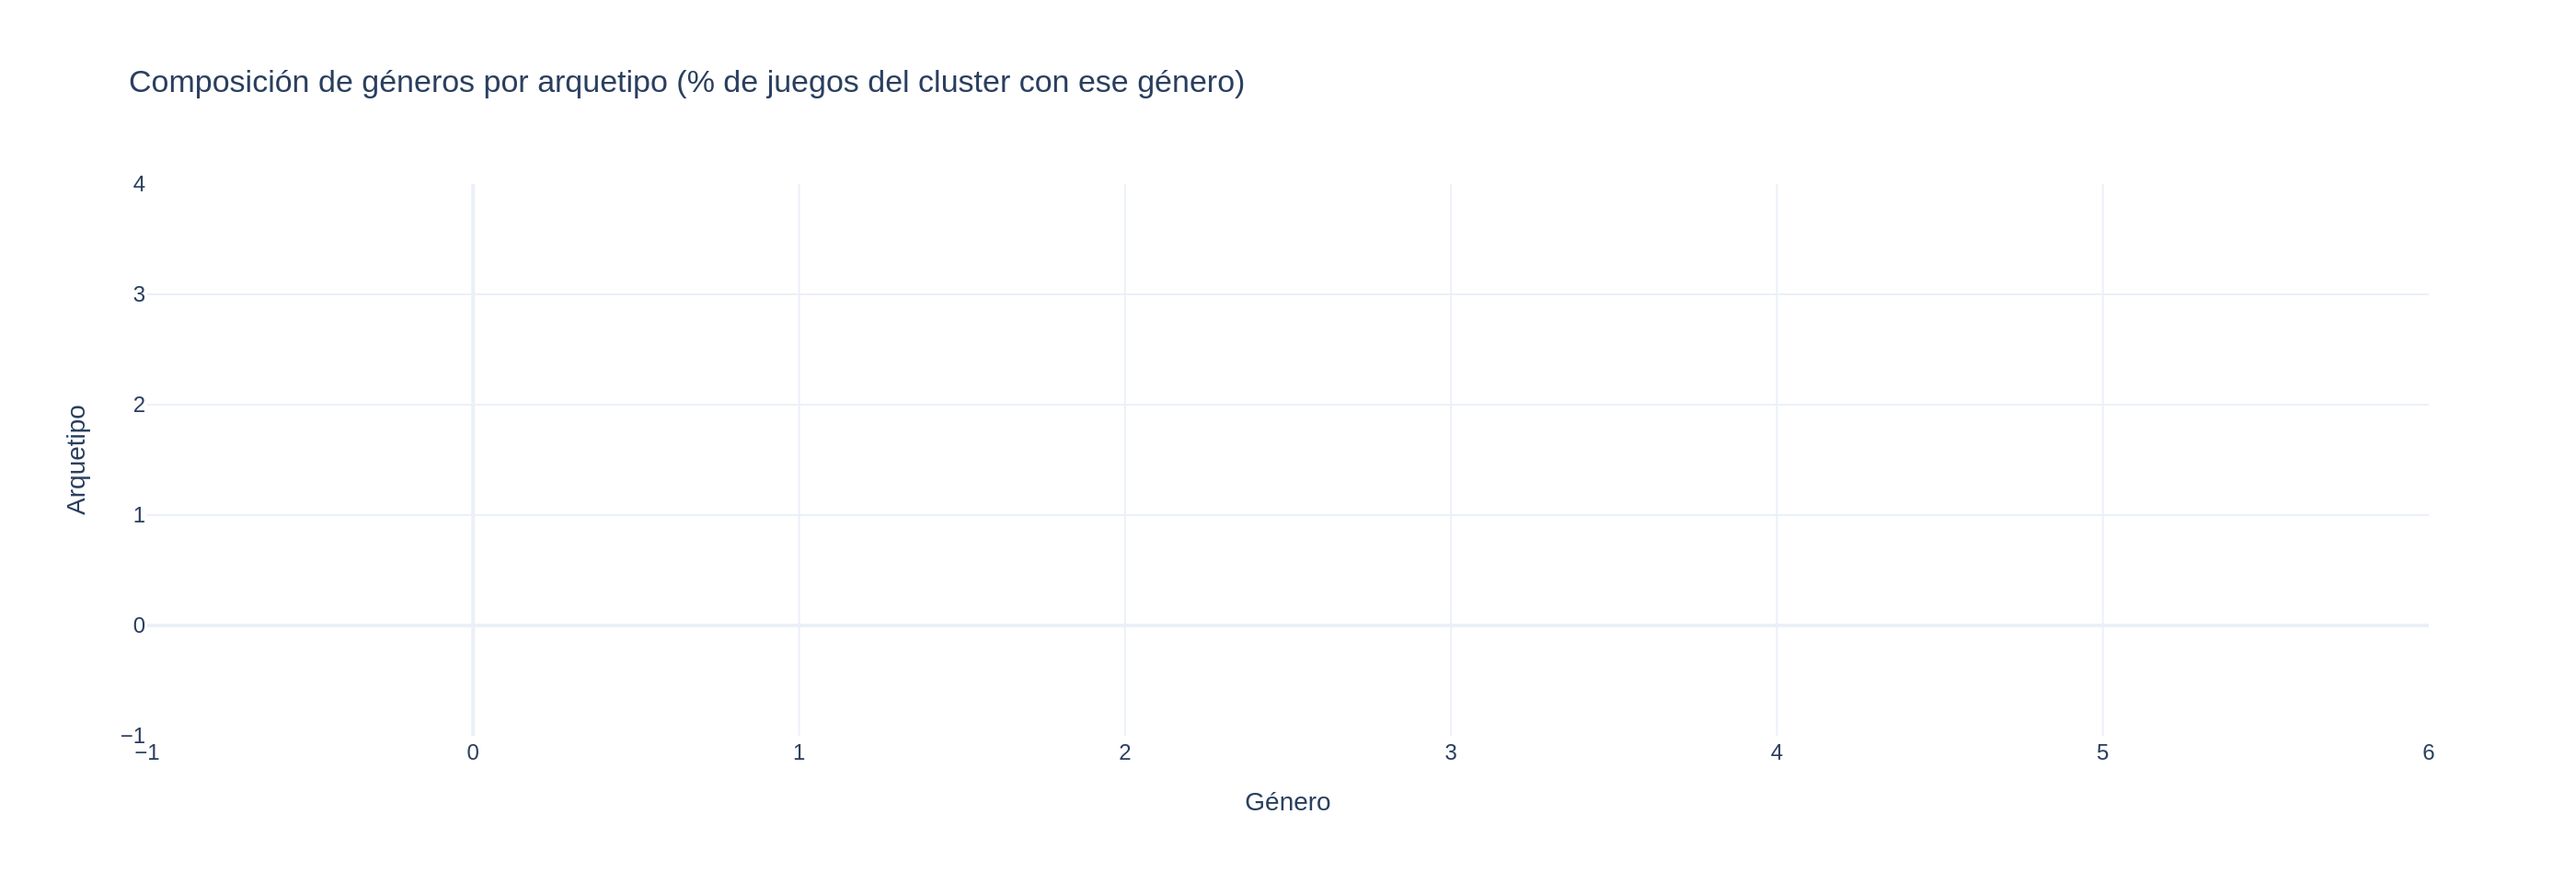 Composición de géneros por arquetipo (% de juegos del cluster con ese género)
4
3
2
1
0
−1
Arquetipo
−1 0 1 2 3 4 5 6
Género